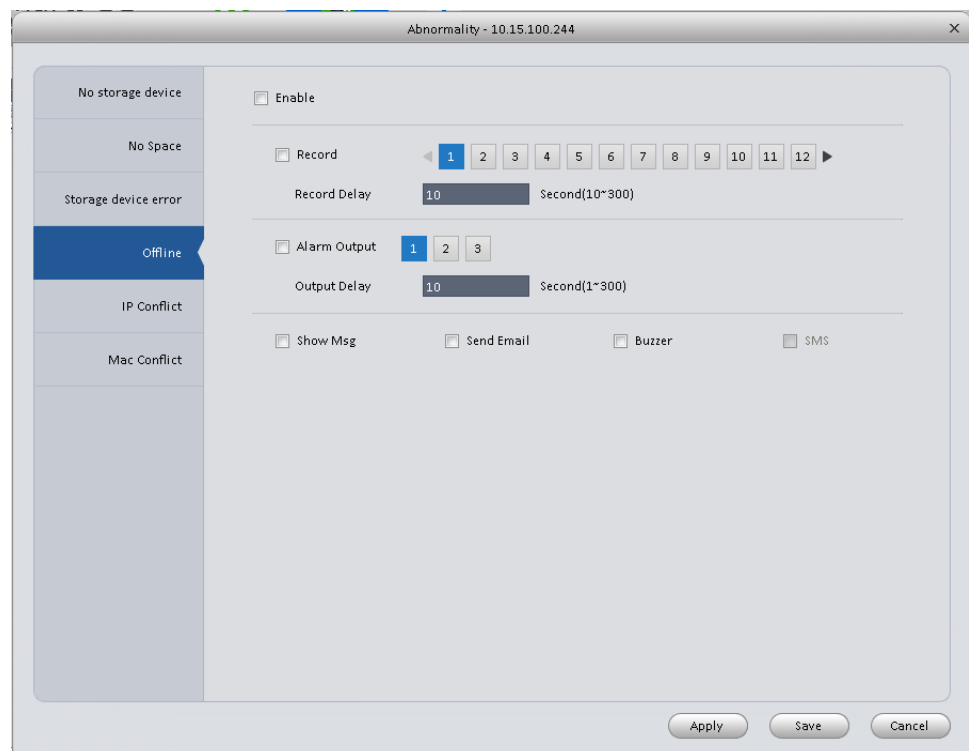 Abnormality - 10.15.100.244
No storage device
No Space
Storage device error
Offline
IP Conflict
Mac Conflict
Enable
Record 1 2 3 4 5 6 7 8 9 10 11 12
Record Delay 10 Second(10~300)
Alarm Output 1 2 3
Output Delay 10 Second(1~300)
Show Msg Send Email Buzzer SMS
Apply Save Cancel